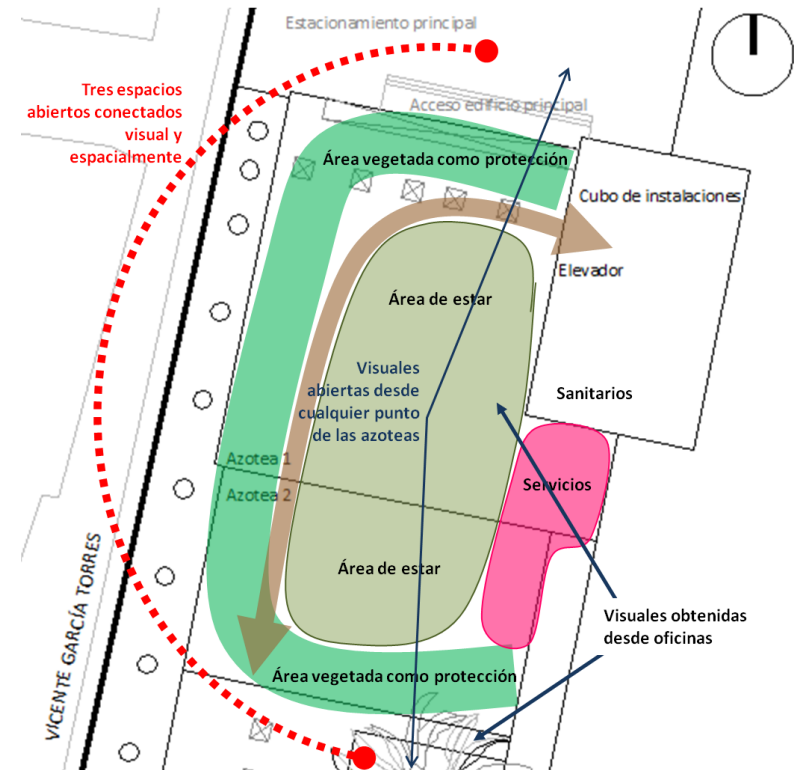 Estacionamiento principal
Tres espacios
abiertos conectados
visual y
espacialmente
Acceso edificio principal
Área vegetada como protección
Cubo de instalaciones
Elevador
Área de estar
Visuales
abiertas desde
cualquier punto
de las azoteas
Sanitarios
Azotea 1
Azotea 2
Servicios
Área de estar
VICENTE GARCÍA TORRES
Visuales obtenidas
desde oficinas
Área vegetada como protección